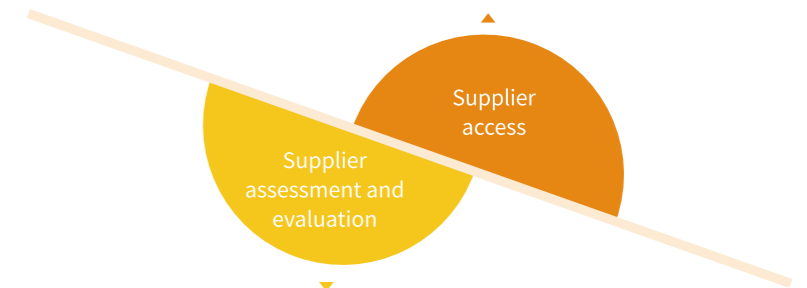 Supplier
access
Supplier
assessment and
evaluation